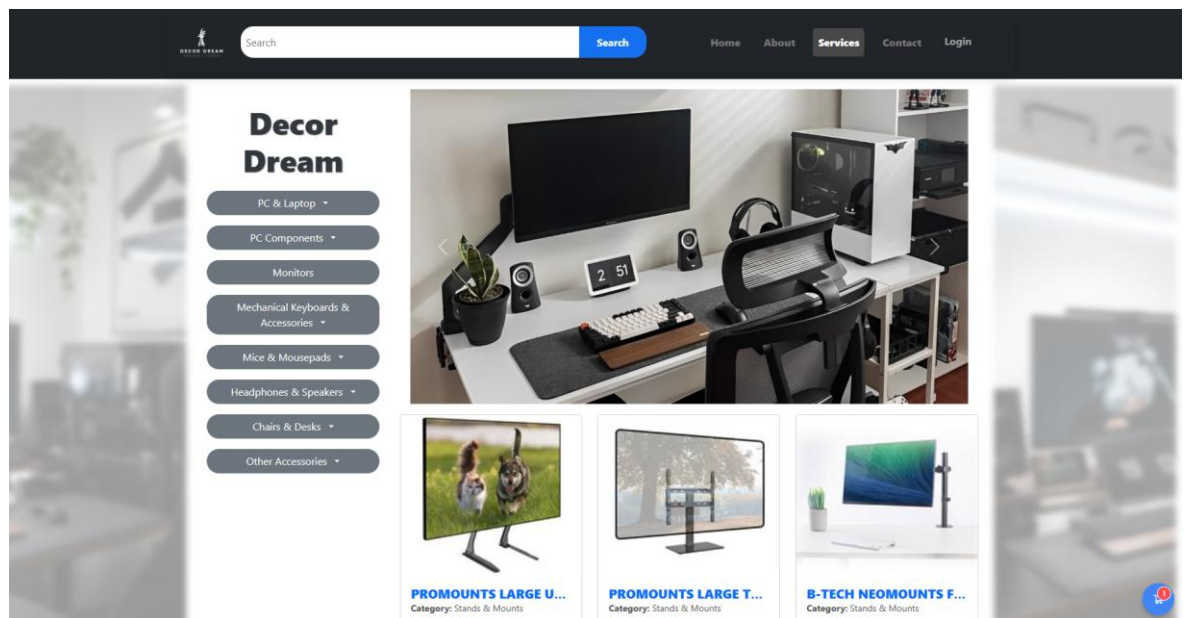 DECOR DREAM
Search
Search
Home
About
Services
Contact
Login
Decor
Dream
PC & Laptop
PC Components
Monitors
Mechanical Keyboards &
Accessories
Mice & Mousepads
Headphones & Speakers
Chairs & Desks
Other Accessories
2 51
PROMOUNTS LARGE U...
Category: Stands & Mounts
PROMOUNTS LARGE T...
Category: Stands & Mounts
B-TECH NEOMOUNTS F...
Category: Stands & Mounts
1